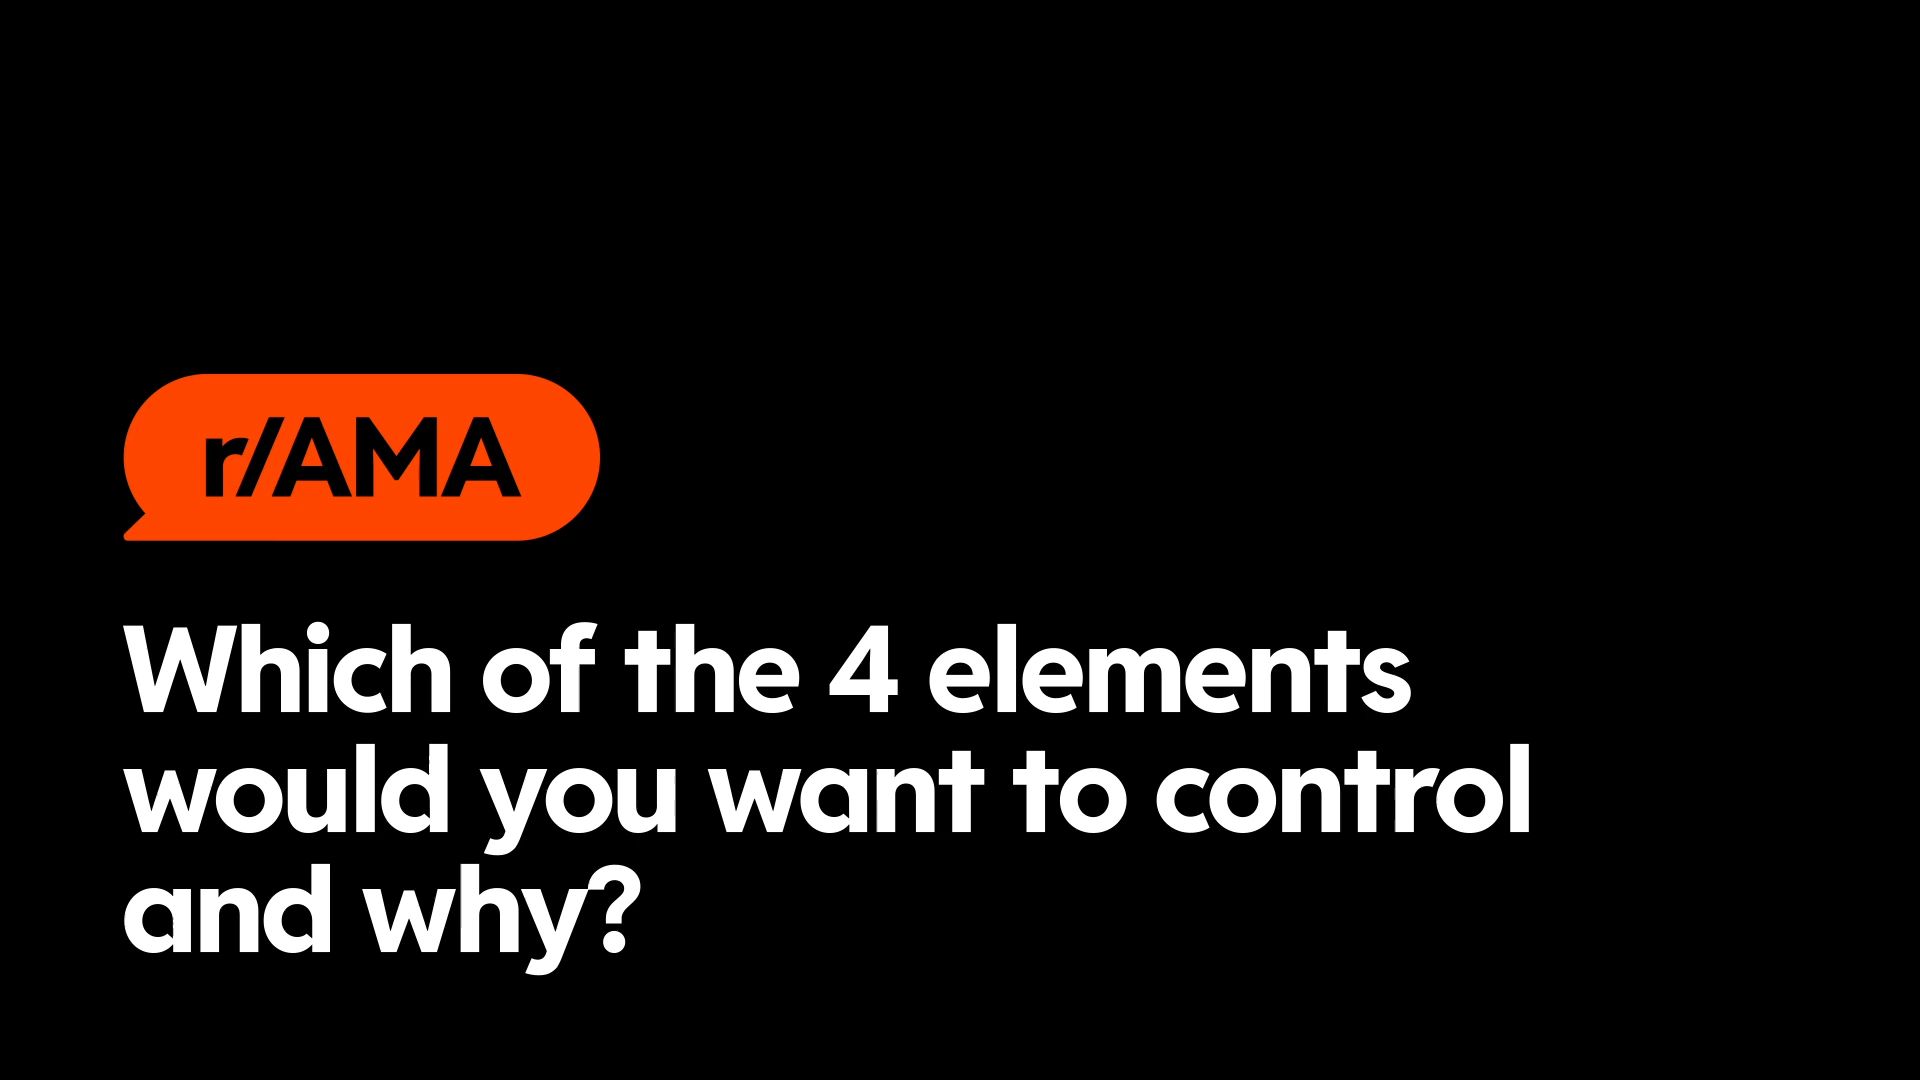 r/AMA
Which of the 4 elements
would you want to control
and why?